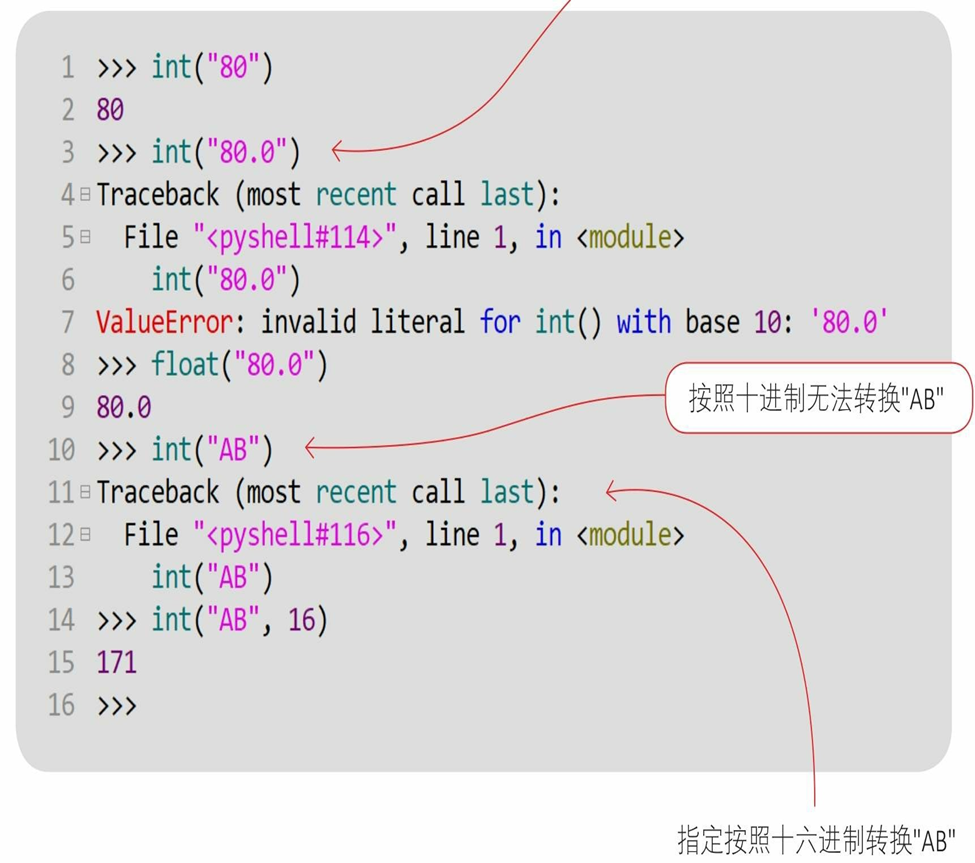 1 >>> int("80")
2 80
3 >>> int("80.0")
4 Traceback (most recent call last):
5 File "<pyshell#114>", line 1, in <module>
6 int("80.0")
7 ValueError: invalid literal for int() with base 10: '80.0'
8 >>> float("80.0")
9 80.0
按照十进制无法转换"AB"
10 >>> int("AB")
11 Traceback (most recent call last):
12 File "<pyshell#116>", line 1, in <module>
13 int("AB")
14 >>> int("AB", 16)
15 171
16 >>>
指定按照十六进制转换"AB"